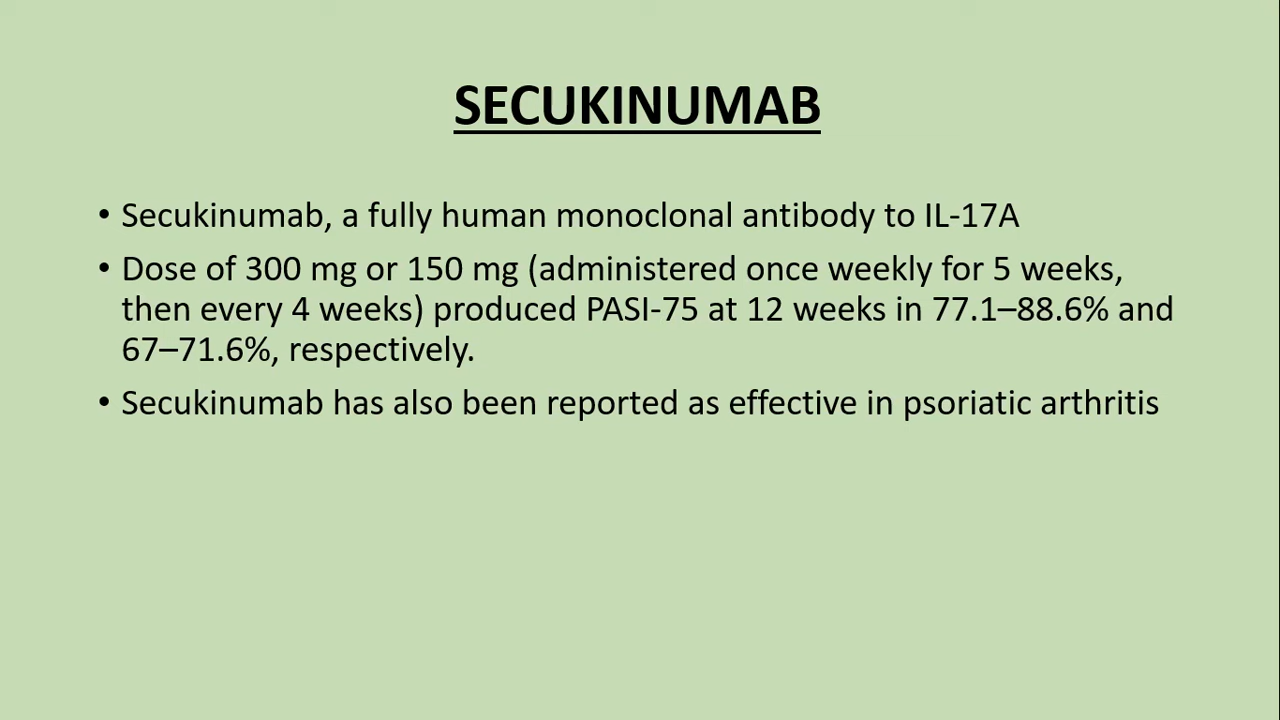 SECUKINUMAB
• Secukinumab, a fully human monoclonal antibody to IL-17A
• Dose of 300 mg or 150 mg (administered once weekly for 5 weeks,
then every 4 weeks) produced PASI-75 at 12 weeks in 77.1–88.6% and
67–71.6%, respectively.
• Secukinumab has also been reported as effective in psoriatic arthritis